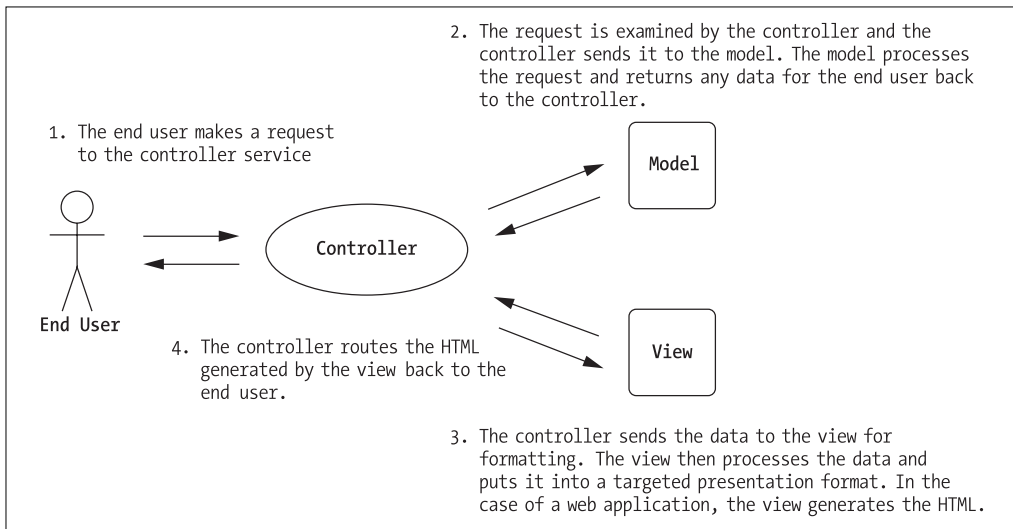 2. The request is examined by the controller and the
controller sends it to the model. The model processes
the request and returns any data for the end user back
to the controller.
1. The end user makes a request
to the controller service
Model
Controller
End User
View
4. The controller routes the HTML
generated by the view back to the
end user.
3. The controller sends the data to the view for
formatting. The view then processes the data and
puts it into a targeted presentation format. In the
case of a web application, the view generates the HTML.